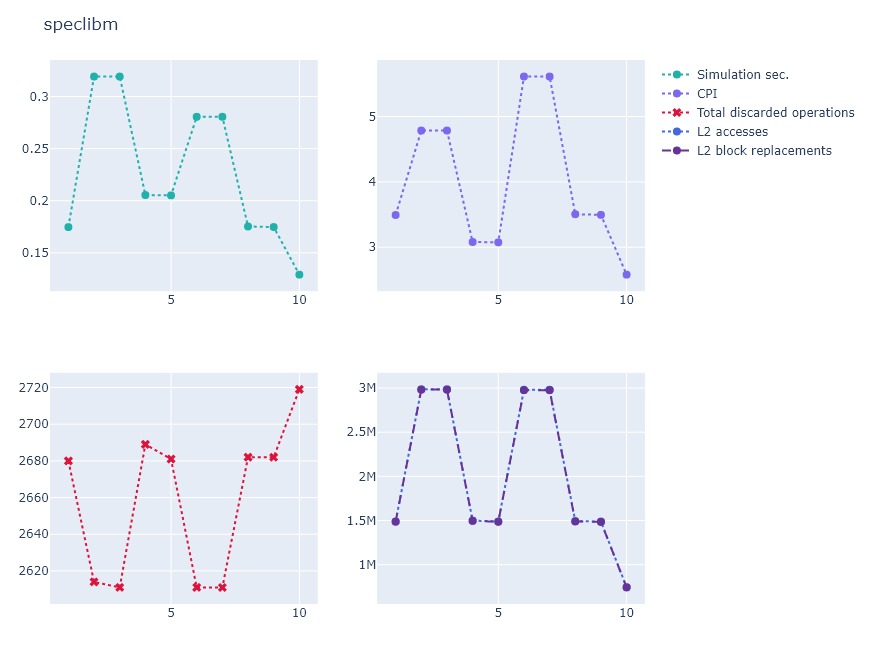 speclibm
0.3
0.25
0.2
0.15
5
10
5
4
3
5
10
Simulation sec.
CPI
Total discarded operations
L2 accesses
L2 block replacements
2720
2700
2680
2660
2640
2620
5
10
3M
2.5M
2M
1.5M
1M
5
10